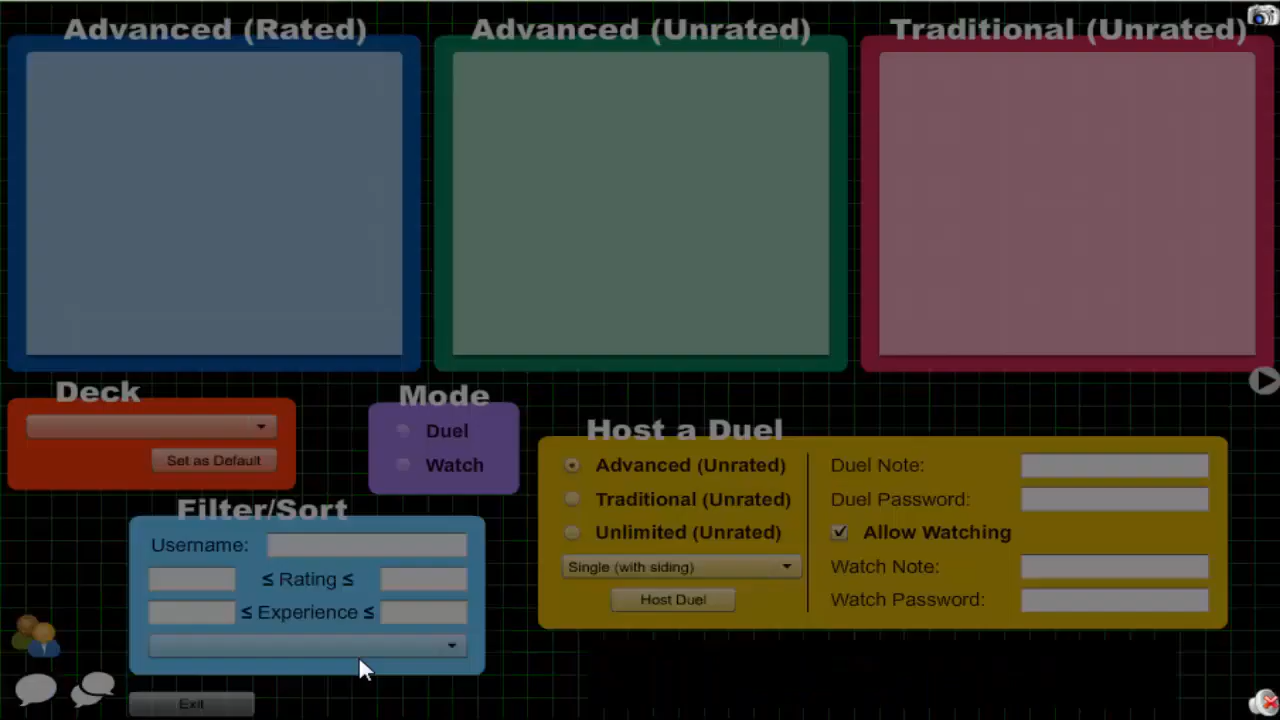 Advanced (Rated)
Advanced (Unrated)
Traditional (Unrated)
Deck
Set as Default
Mode
Duel
Watch
Filter/Sort
Username:
≤ Rating ≤
≤ Experience ≤
Exit
Host a Duel
Advanced (Unrated)
Traditional (Unrated)
Unlimited (Unrated)
Single (with siding)
Host Duel
Duel Note:
Duel Password:
Allow Watching
Watch Note:
Watch Password: